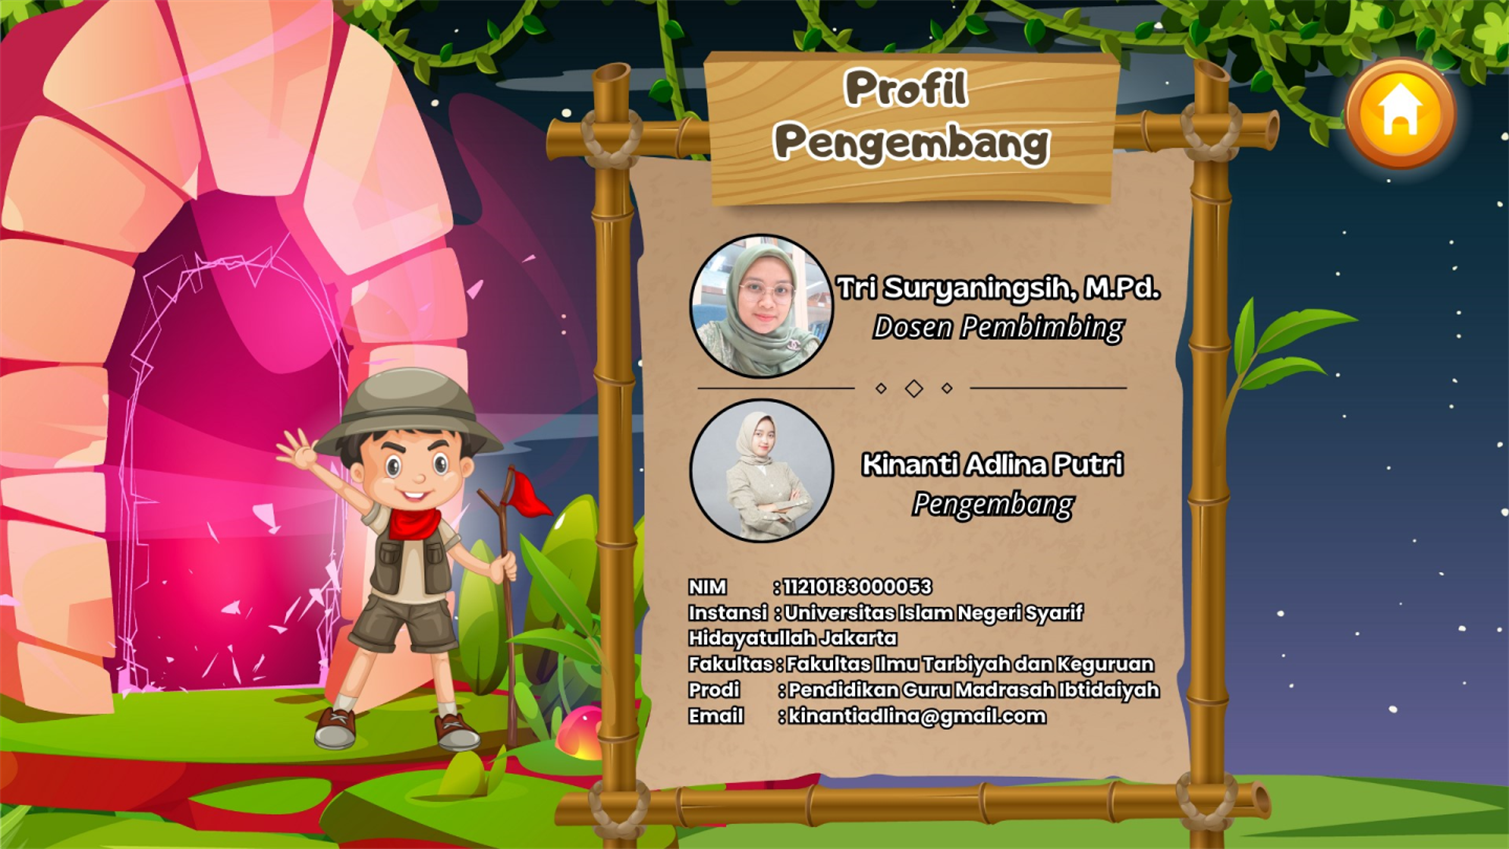 Profil
Pengembang
Tri Suryaningsih, M.Pd.
Dosen Pembimbing
Kinanti Adlina Putri
Pengembang
NIM : 11210183000053
Instansi : Universitas Islam Negeri Syarif
Hidayatullah Jakarta
Fakultas : Fakultas Ilmu Tarbiyah dan Keguruan
Prodi : Pendidikan Guru Madrasah Ibtidaiyah
Email : kinantiadlina@gmail.com